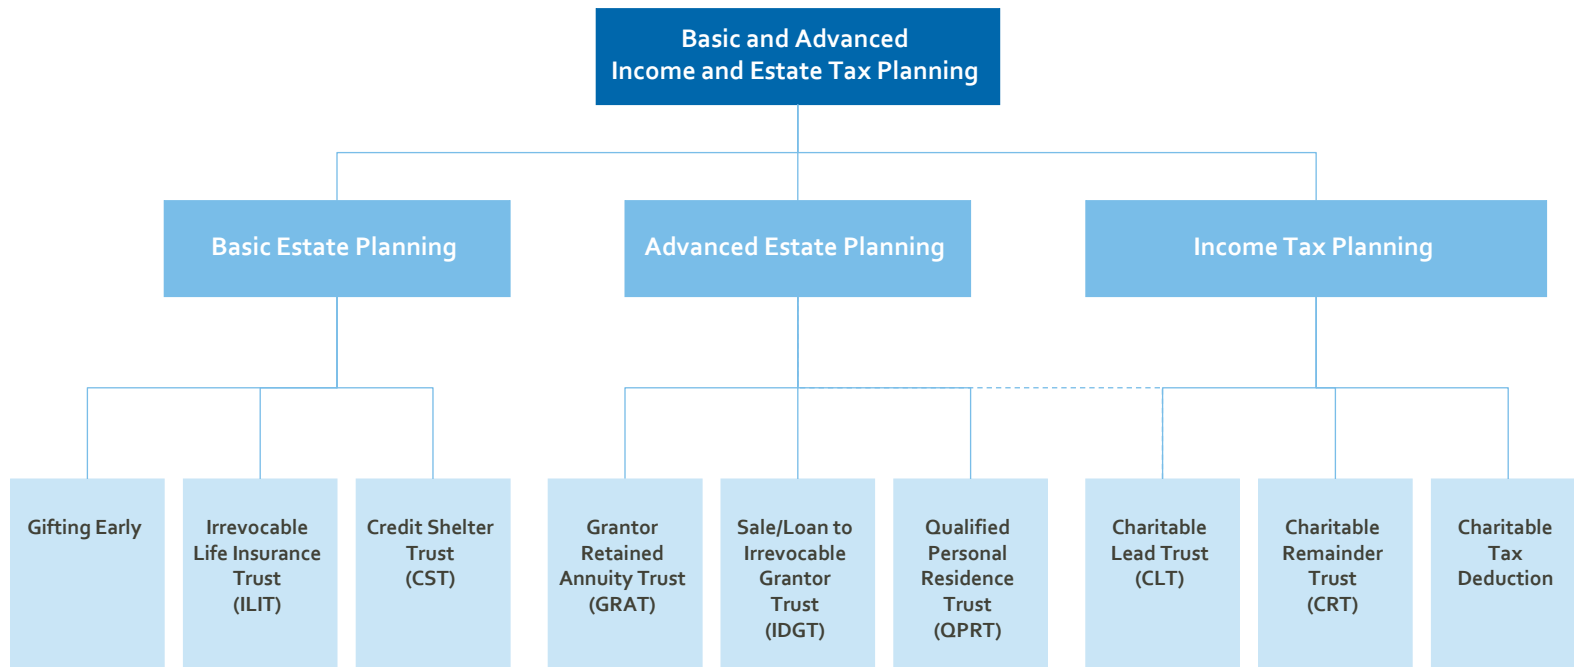 Basic and Advanced
Income and Estate Tax Planning
Basic Estate Planning
Advanced Estate Planning
Income Tax Planning
Gifting Early
Irrevocable
Life Insurance
Trust
(ILIT)
Credit Shelter
Trust
(CST)
Grantor
Retained
Annuity Trust
(GRAT)
Sale/Loan to
Irrevocable
Grantor
Trust
(IDGT)
Qualified
Personal
Residence
Trust
(QPRT)
Charitable
Lead Trust
(CLT)
Charitable
Remainder
Trust
(CRT)
Charitable
Tax
Deduction